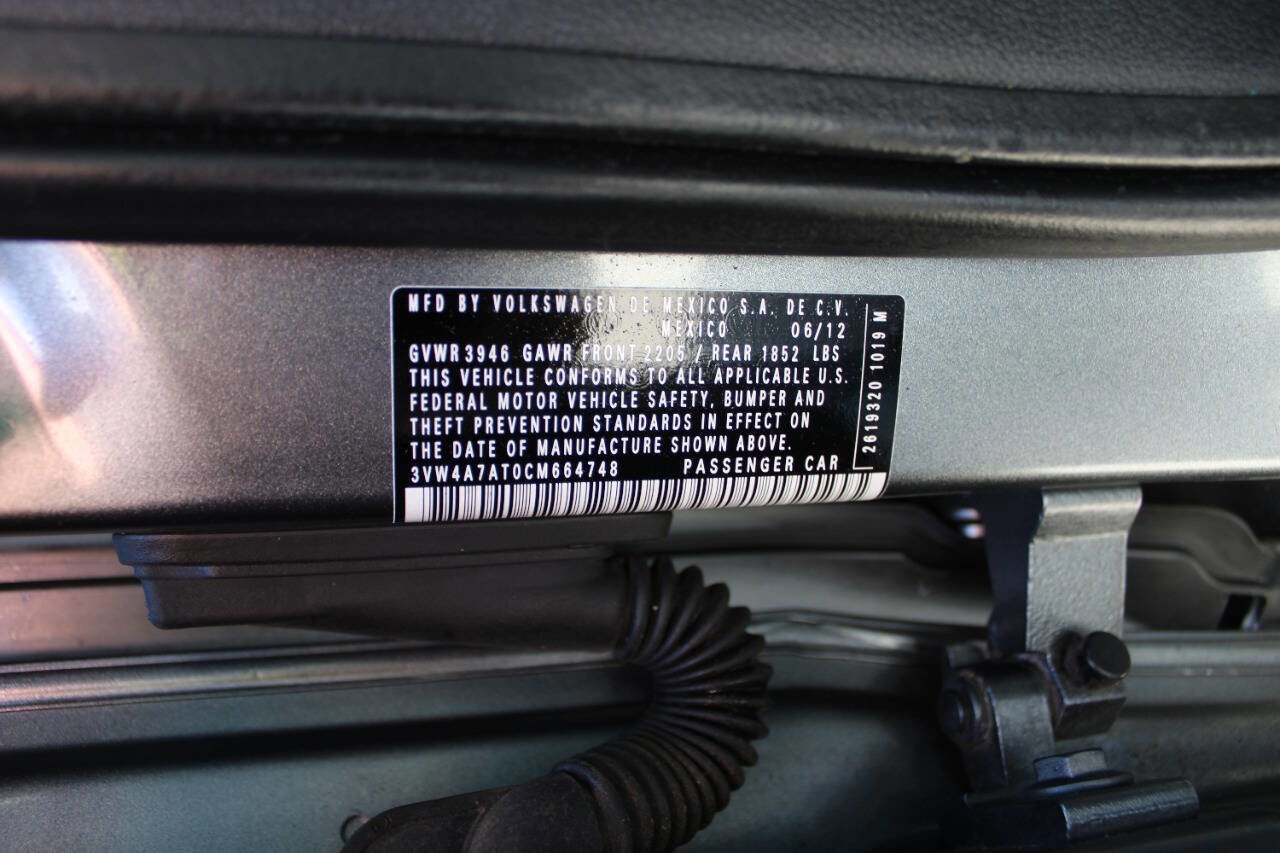 MFD BY VOLKSWAGEN DE MEXICO S.A. DE C.V.
MEXICO 06/12
GVWR 3946 GAWR FRONT 2205 / REAR 1852 LBS
THIS VEHICLE CONFORMS TO ALL APPLICABLE U.S.
FEDERAL MOTOR VEHICLE SAFETY, BUMPER AND
THEFT PREVENTION STANDARDS IN EFFECT ON
THE DATE OF MANUFACTURE SHOWN ABOVE.
3VW4A7AT0CM664748 PASSENGER CAR
2619320 1019 M